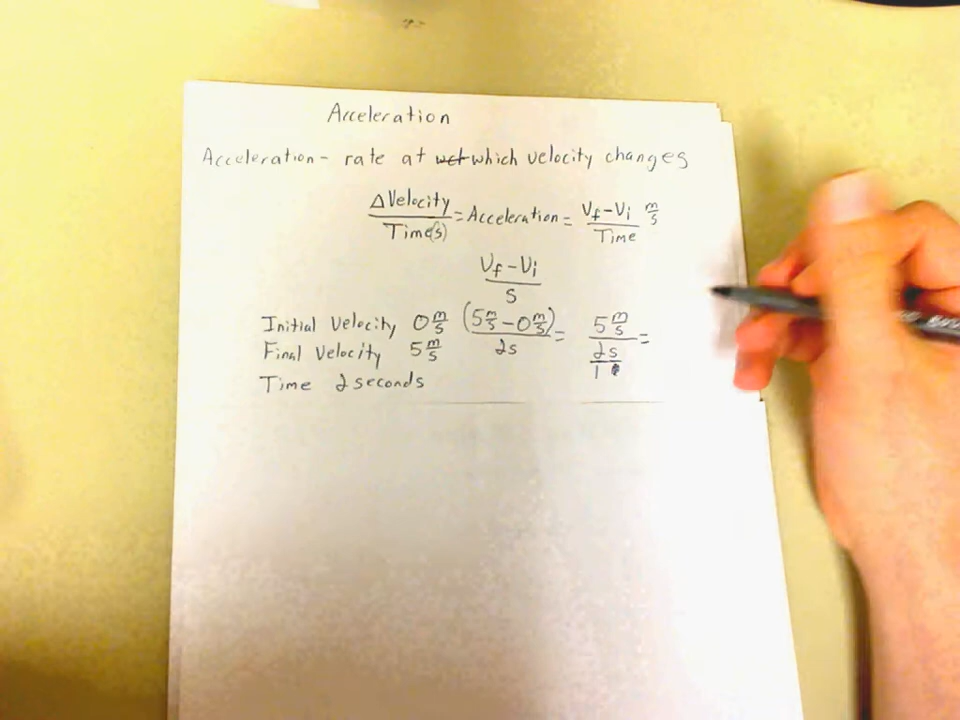 Acceleration
Acceleration - rate at wct which velocity changes
ΔVelocity/Time(s) = Acceleration = Vf-Vi/Time m/s
Vf-Vi/s
Initial Velocity 0 m/s (5 m/s - 0 m/s)/2s = 5 m/s / 2s/1 =
Final Velocity 5 m/s
Time 2 seconds